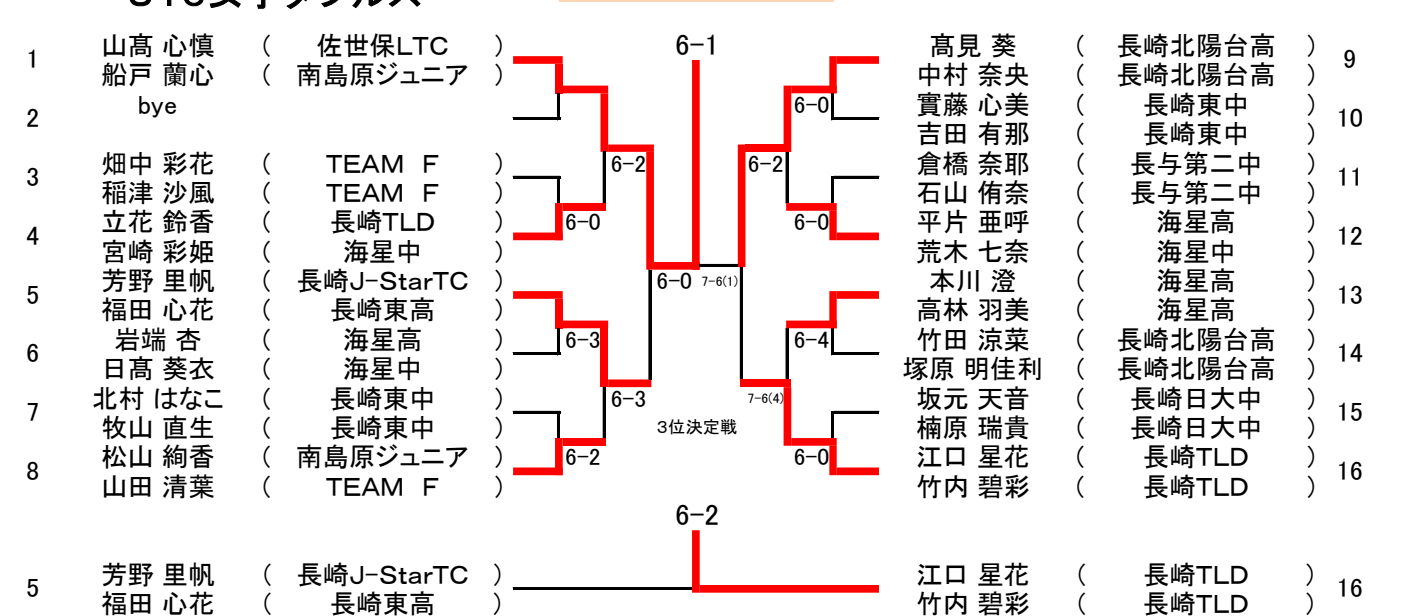 6-1
1 山髙 心慎 ( 佐世保LTC )
船戸 蘭心 ( 南島原ジュニア )
2 bye
3 畑中 彩花 ( TEAM F )
稲津 沙風 ( TEAM F )
4 立花 鈴香 ( 長崎TLD )
宮崎 彩姫 ( 海星中 )
5 芳野 里帆 ( 長崎J-StarTC )
福田 心花 ( 長崎東高 )
6 岩端 杏 ( 海星高 )
日髙 葵衣 ( 海星中 )
7 北村 はなこ ( 長崎東中 )
牧山 直生 ( 長崎東中 )
8 松山 絢香 ( 南島原ジュニア )
山田 清葉 ( TEAM F )
6-2
6-0
6-0
6-3
6-3
6-2
髙見 葵 ( 長崎北陽台高 ) 9
中村 奈央 ( 長崎北陽台高 )
實藤 心美 ( 長崎東中 ) 10
吉田 有那 ( 長崎東中 )
倉橋 奈耶 ( 長与第二中 ) 11
石山 侑奈 ( 長与第二中 )
平片 亜呼 ( 海星高 ) 12
荒木 七奈 ( 海星中 )
本川 澄 ( 海星高 ) 13
高林 羽美 ( 海星高 )
竹田 涼菜 ( 長崎北陽台高 ) 14
塚原 明佳利 ( 長崎北陽台高 )
坂元 天音 ( 長崎日大中 ) 15
楠原 瑞貴 ( 長崎日大中 )
江口 星花 ( 長崎TLD ) 16
竹内 碧彩 ( 長崎TLD )
6-0
6-2
6-0
7-6(1)
6-4
7-6(4)
6-0
3位決定戦
6-2
5 芳野 里帆 ( 長崎J-StarTC )
福田 心花 ( 長崎東高 )
江口 星花 ( 長崎TLD ) 16
竹内 碧彩 ( 長崎TLD )